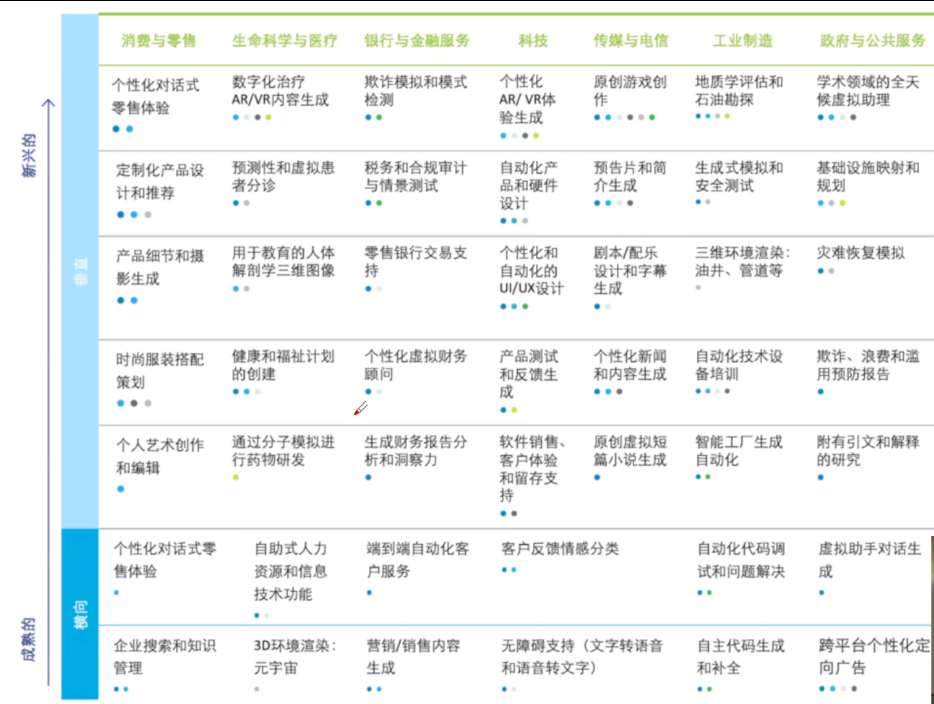 消费与零售 生命科学与医疗 银行与金融服务 科技 传媒与电信 工业制造 政府与公共服务
新兴的
垂直
个性化对话式
零售体验
数字化治疗
AR/VR内容生成
欺诈模拟和模式
检测
个性化
AR/ VR体
验生成
原创游戏创
作
地质学评估和
石油勘探
学术领域的全天
候虚拟助理
定制化产品设
计和推荐
预测性和虚拟患
者分诊
税务和合规审计
与情景测试
自动化产
品和硬件
设计
预告片和简
介生成
生成式模拟和
安全测试
基础设施映射和
规划
产品细节和摄
影生成
用于教育的人体
解剖学三维图像
零售银行交易支
持
个性化和
自动化的
UI/UX设计
剧本/配乐
设计和字幕
生成
三维环境渲染：
油井、管道等
灾难恢复模拟
时尚服装搭配
策划
健康和福祉计划
的创建
个性化虚拟财务
顾问
产品测试
和反馈生
成
个性化新闻
和内容生成
自动化技术设
备培训
欺诈、浪费和滥
用预防报告
个人艺术创作
和编辑
通过分子模拟进
行药物研发
生成财务报告分
析和洞察力
软件销售、
客户体验
和留存支
持
原创虚拟短
篇小说生成
智能工厂生成
自动化
附有引文和解释
的研究
成熟的
横向
个性化对话式零
售体验
自助式人力
资源和信息
技术功能
端到端自动化客
户服务
客户反馈情感分类
自动化代码调
试和问题解决
虚拟助手对话生
成
企业搜索和知识
管理
3D环境渲染：
元宇宙
营销/销售内容
生成
无障碍支持（文字转语音
和语音转文字）
自主代码生成
和补全
跨平台个性化定
向广告